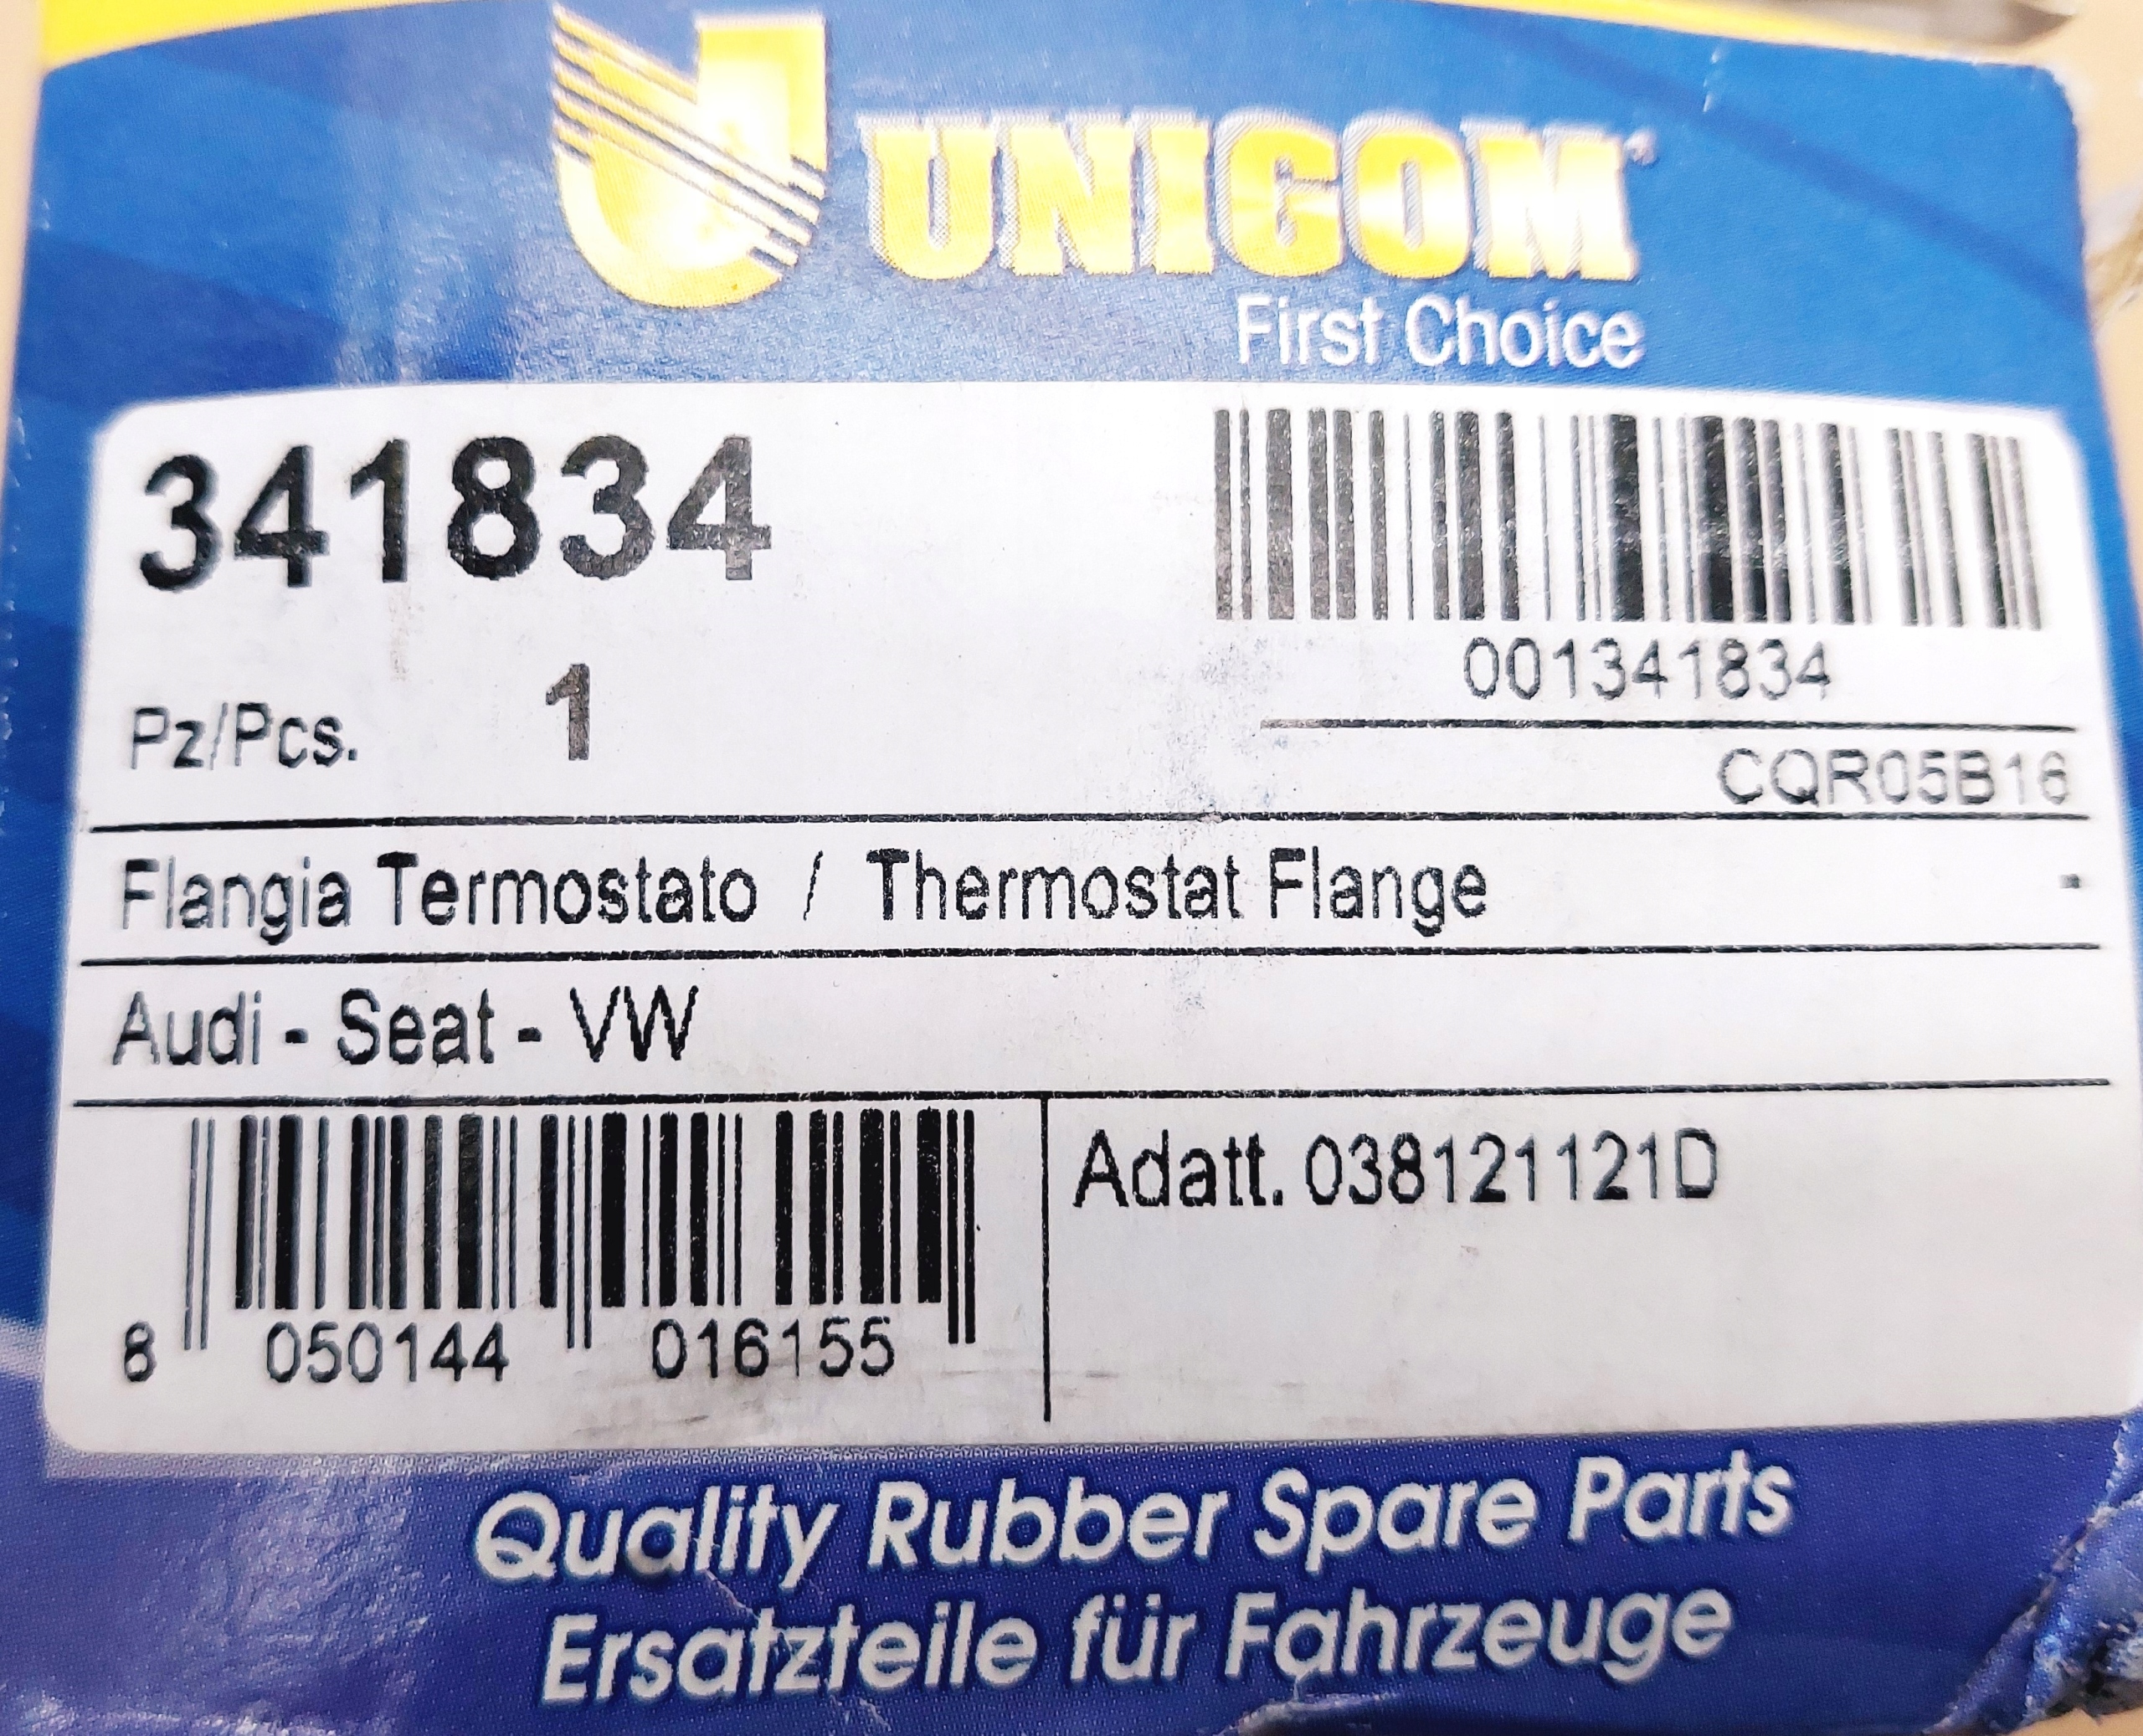 UNIGOM
First Choice
341834
001341834
Pz/Pcs. 1
CQR05B16
Flangia Termostato / Thermostat Flange -
Audi - Seat - VW
Adatt. 038121121D
8 050144 016155
Quality Rubber Spare Parts
Ersatzteile für Fahrzeuge